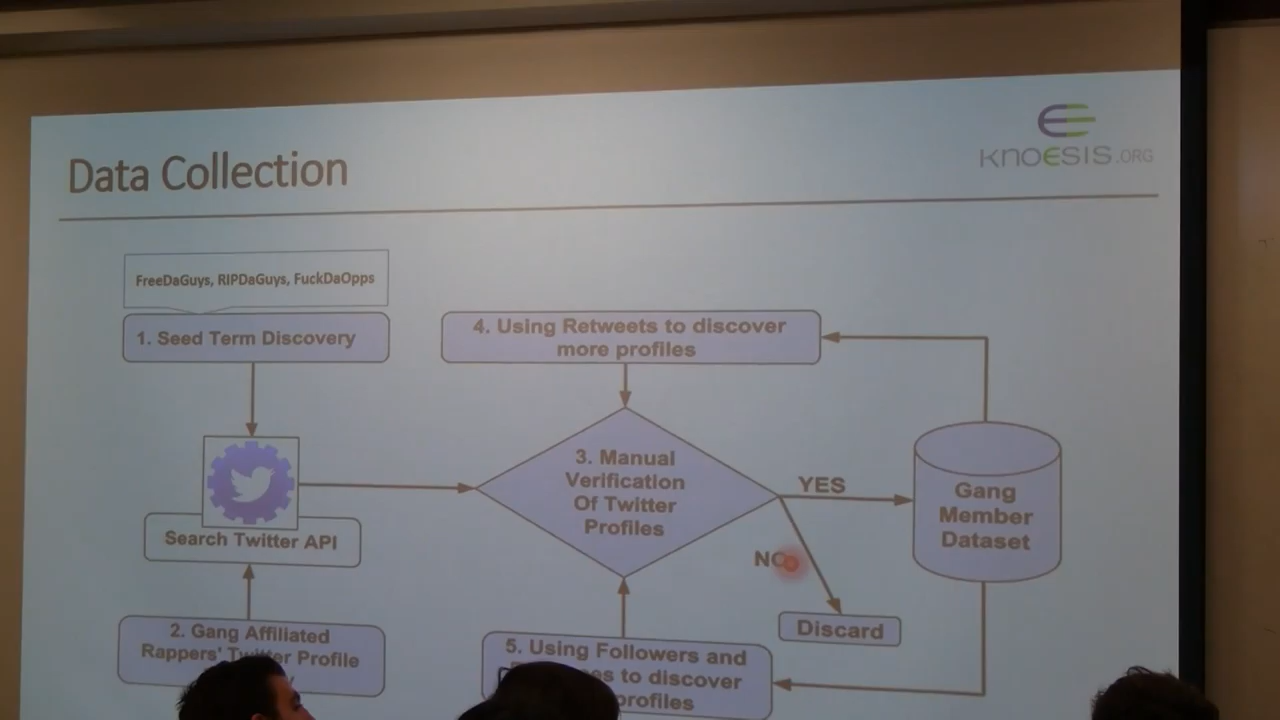 Data Collection
KNOESIS.ORG
FreeDaGuys, RIPDaGuys, FuckDaOpps
1. Seed Term Discovery
4. Using Retweets to discover
more profiles
Search Twitter API
3. Manual
Verification
Of Twitter
Profiles
YES
NO
Gang
Member
Dataset
Discard
2. Gang Affiliated
Rappers' Twitter Profile
5. Using Followers and
to discover
profiles